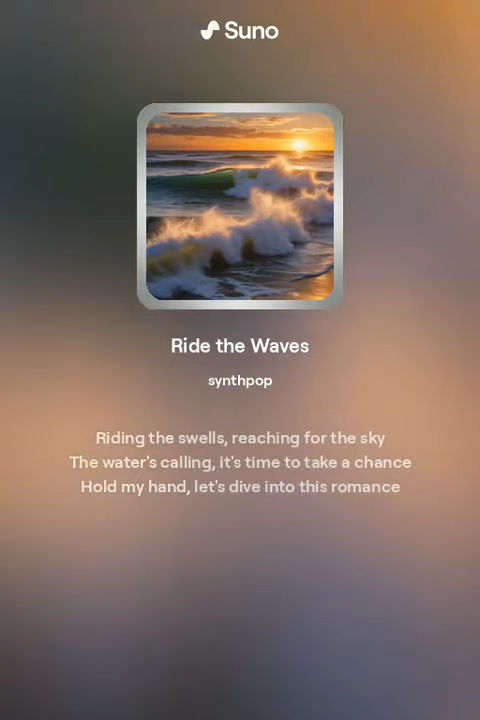 Suno
Ride the Waves
synthpop
Riding the swells, reaching for the sky
The water's calling, it's time to take a chance
Hold my hand, let's dive into this romance